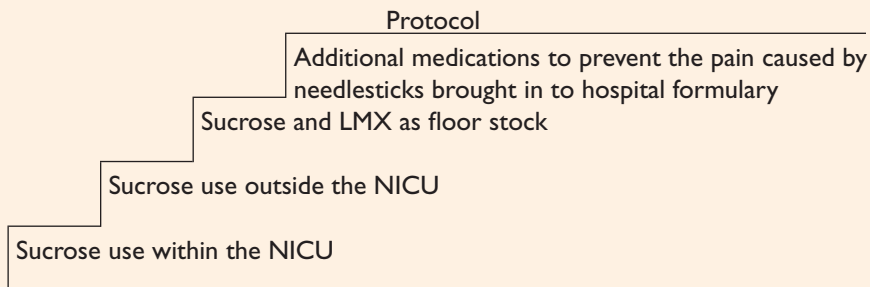 Protocol
Additional medications to prevent the pain caused by
needlesticks brought in to hospital formulary
Sucrose and LMX as floor stock
Sucrose use outside the NICU
Sucrose use within the NICU